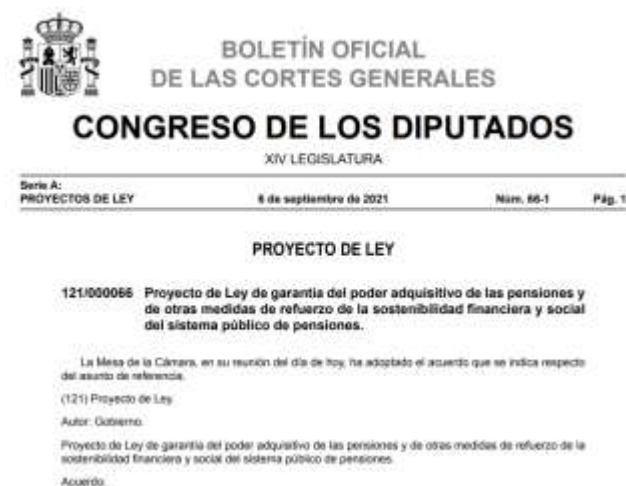 BOLETÍN OFICIAL
DE LAS CORTES GENERALES
CONGRESO DE LOS DIPUTADOS
XIV LEGISLATURA
Serie A:
PROYECTOS DE LEY 6 de septiembre de 2021 Núm. 66-1 Pág. 1
PROYECTO DE LEY
121/000066 Proyecto de Ley de garantía del poder adquisitivo de las pensiones y
de otras medidas de refuerzo de la sostenibilidad financiera y social
del sistema público de pensiones.
La Mesa de la Cámara, en su reunión del día de hoy, ha adoptado el acuerdo que se indica respecto
del asunto de referencia.
(121) Proyecto de Ley.
Autor: Gobierno.
Proyecto de Ley de garantía del poder adquisitivo de las pensiones y de otras medidas de refuerzo de la
sostenibilidad financiera y social del sistema público de pensiones.
Acuerdo: